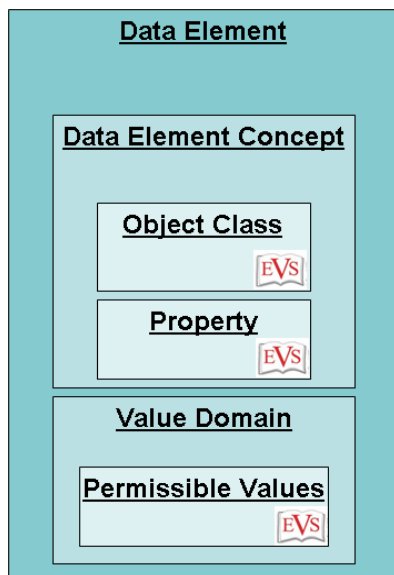 Data Element
Data Element Concept
Object Class
EVS
Property
EVS
Value Domain
Permissible Values
EVS